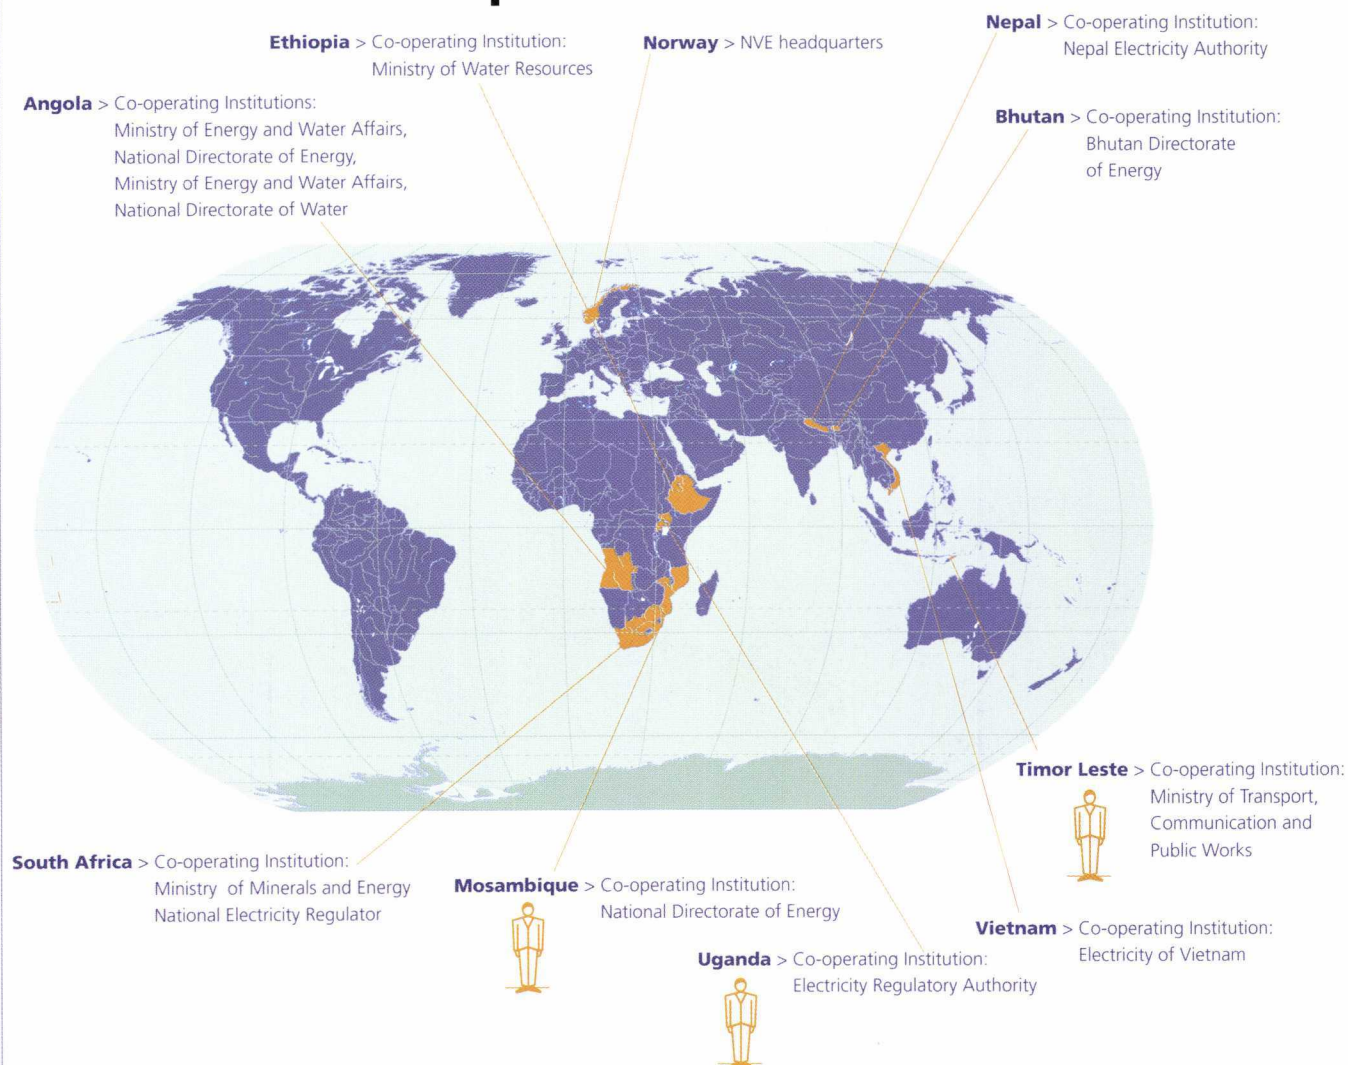 Nepal > Co-operating Institution:
Nepal Electricity Authority
Ethiopia > Co-operating Institution:
Ministry of Water Resources
Norway > NVE headquarters
Angola > Co-operating Institutions:
Ministry of Energy and Water Affairs,
National Directorate of Energy,
Ministry of Energy and Water Affairs,
National Directorate of Water
Bhutan > Co-operating Institution:
Bhutan Directorate
of Energy
Timor Leste > Co-operating Institution:
Ministry of Transport,
Communication and
Public Works
South Africa > Co-operating Institution:
Ministry of Minerals and Energy
National Electricity Regulator
Mosambique > Co-operating Institution:
National Directorate of Energy
Vietnam > Co-operating Institution:
Electricity of Vietnam
Uganda > Co-operating Institution:
Electricity Regulatory Authority